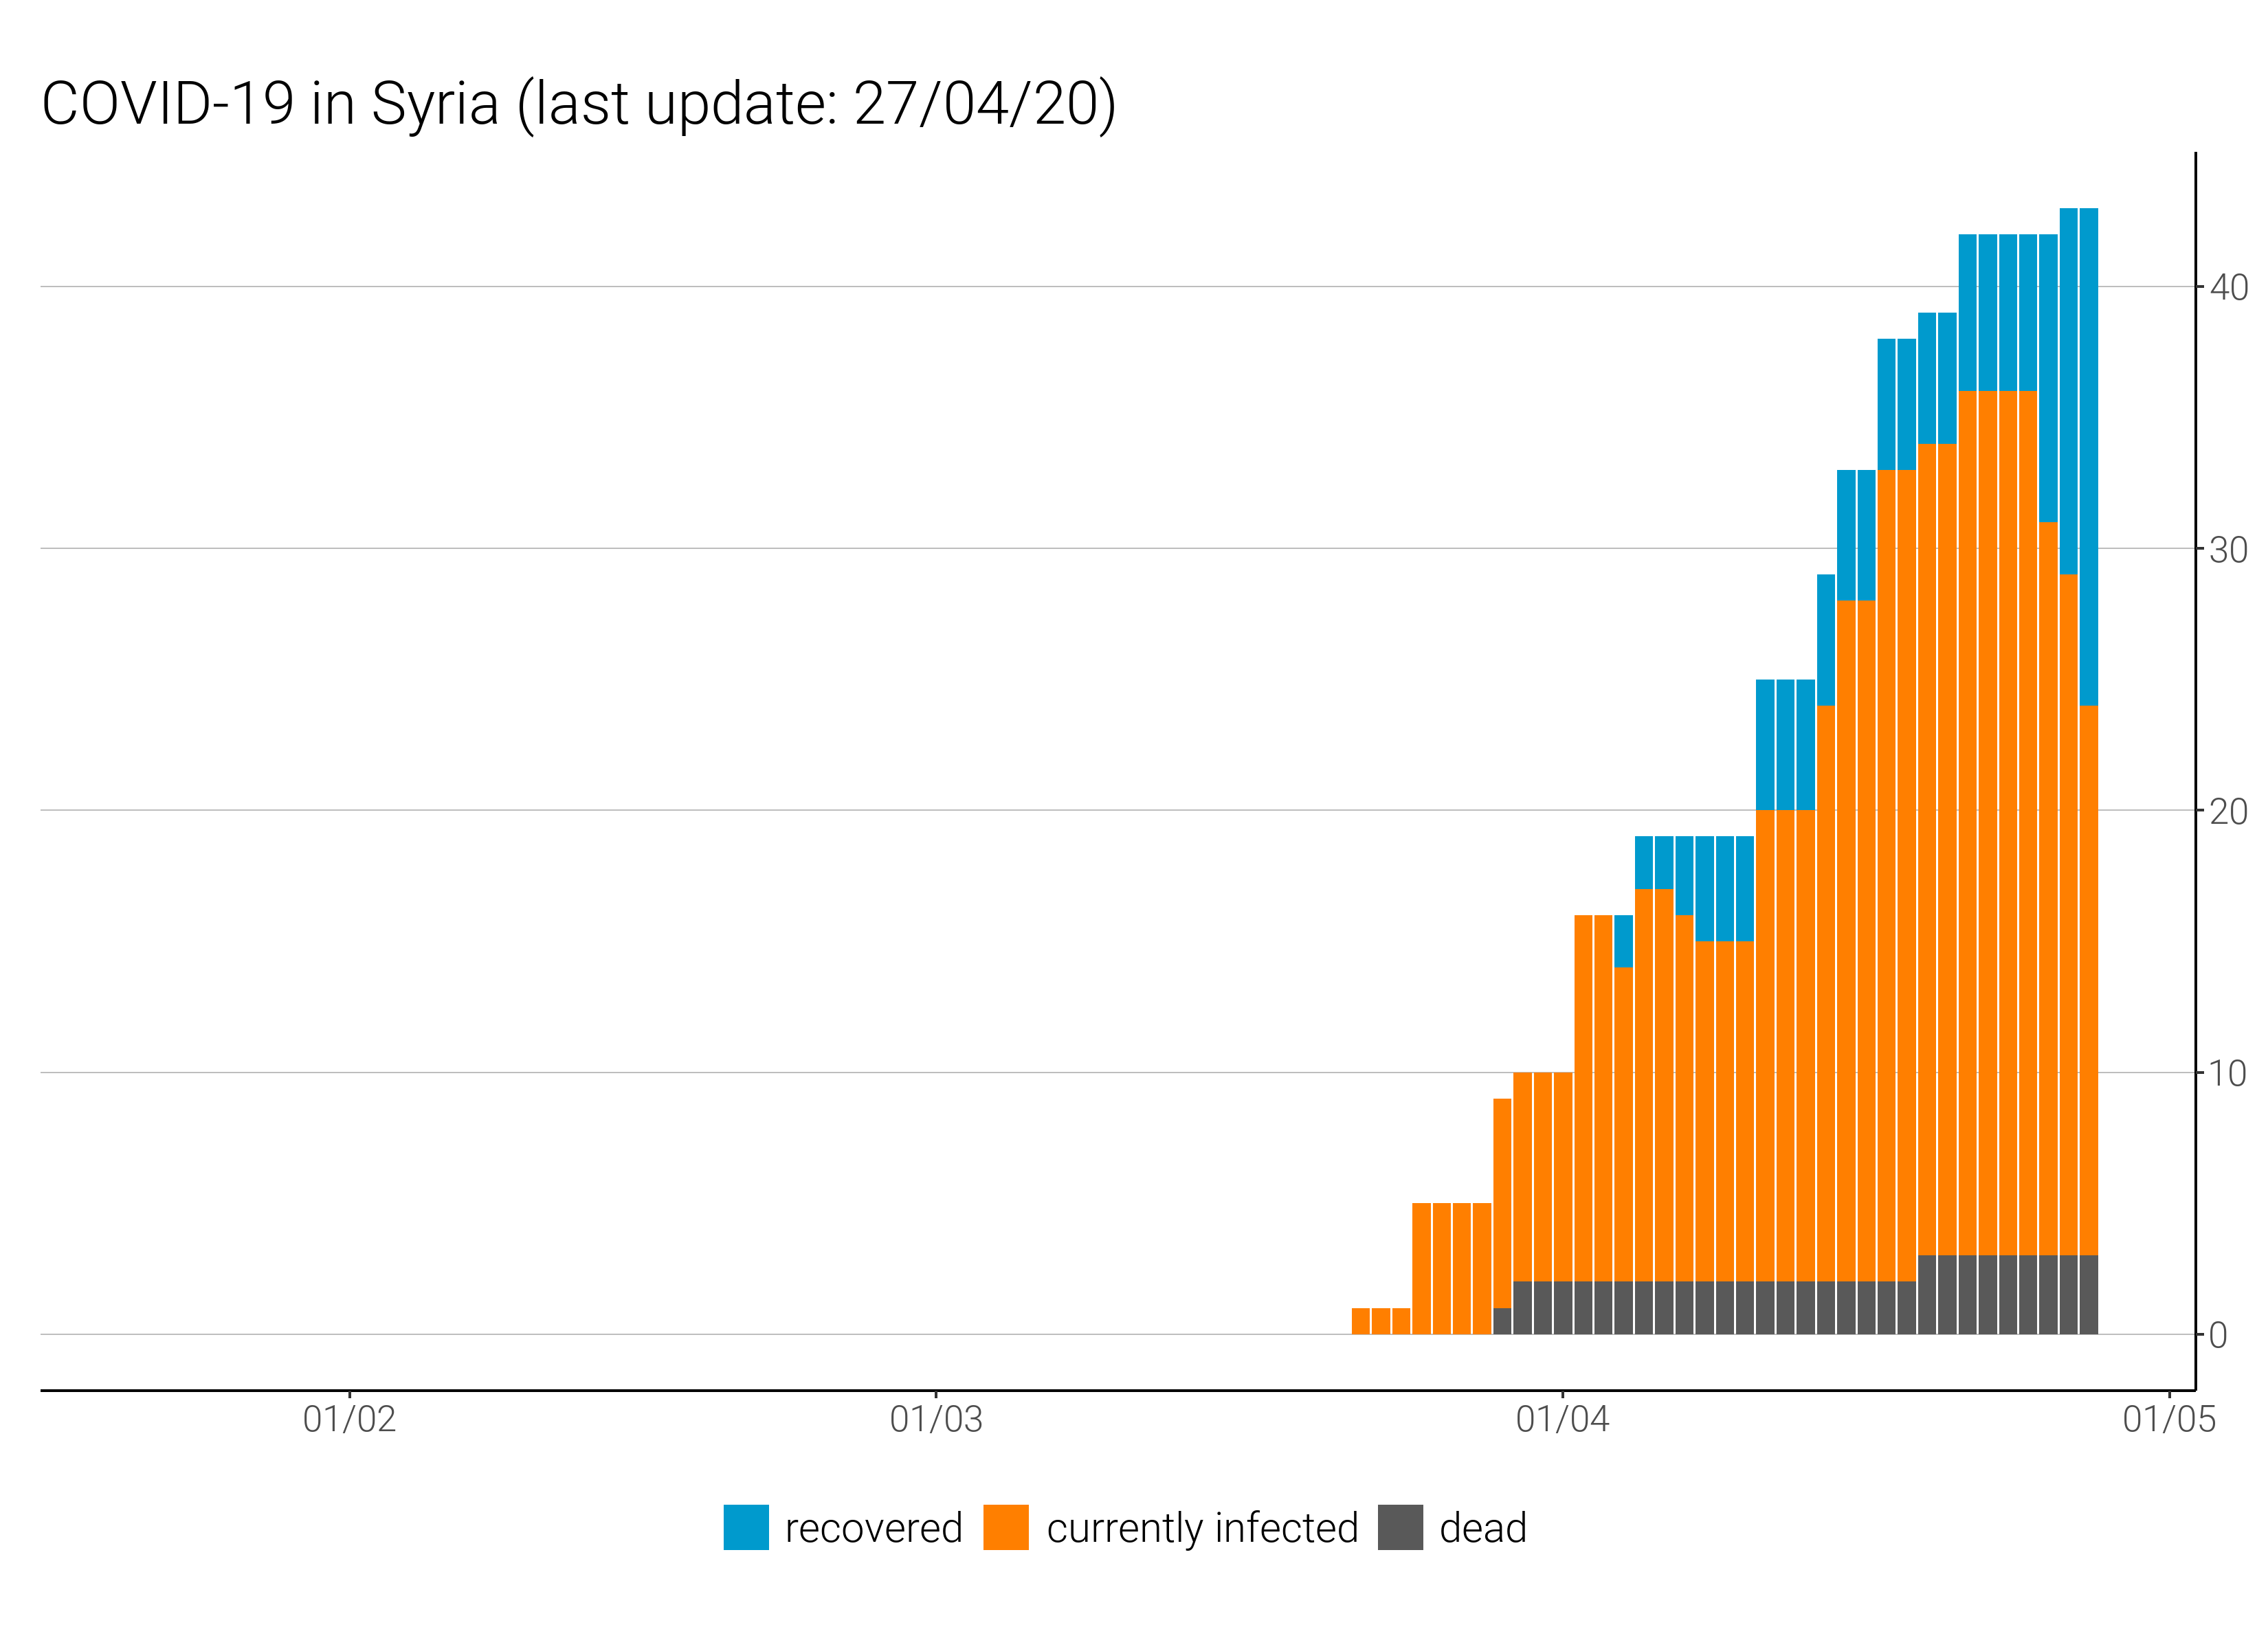 COVID-19 in Syria (last update: 27/04/20)
40
30
20
10
0
01/02 01/03 01/04 01/05
recovered currently infected dead